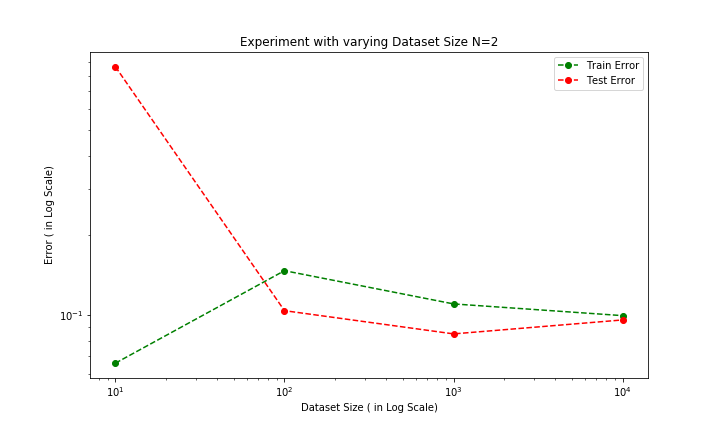 Experiment with varying Dataset Size N=2
Train Error
Test Error
Error ( in Log Scale)
10⁻¹
10¹ 10² 10³ 10⁴
Dataset Size ( in Log Scale)